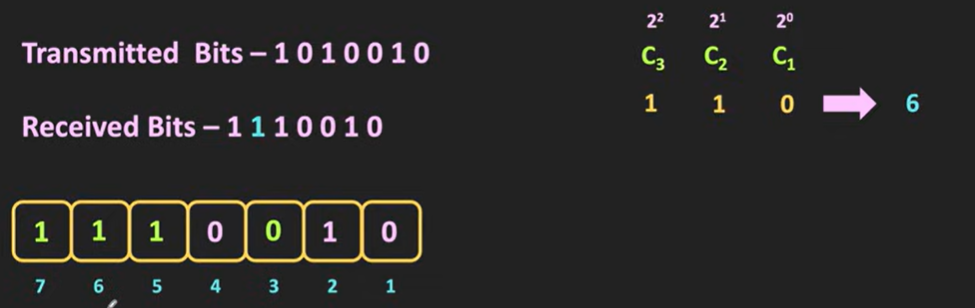 2² 2¹ 2⁰
Transmitted Bits – 1 0 1 0 0 1 0
C₃ C₂ C₁
1 1 0 6
Received Bits – 1 1 1 0 0 1 0
1 1 1 0 0 1 0
7 6 5 4 3 2 1